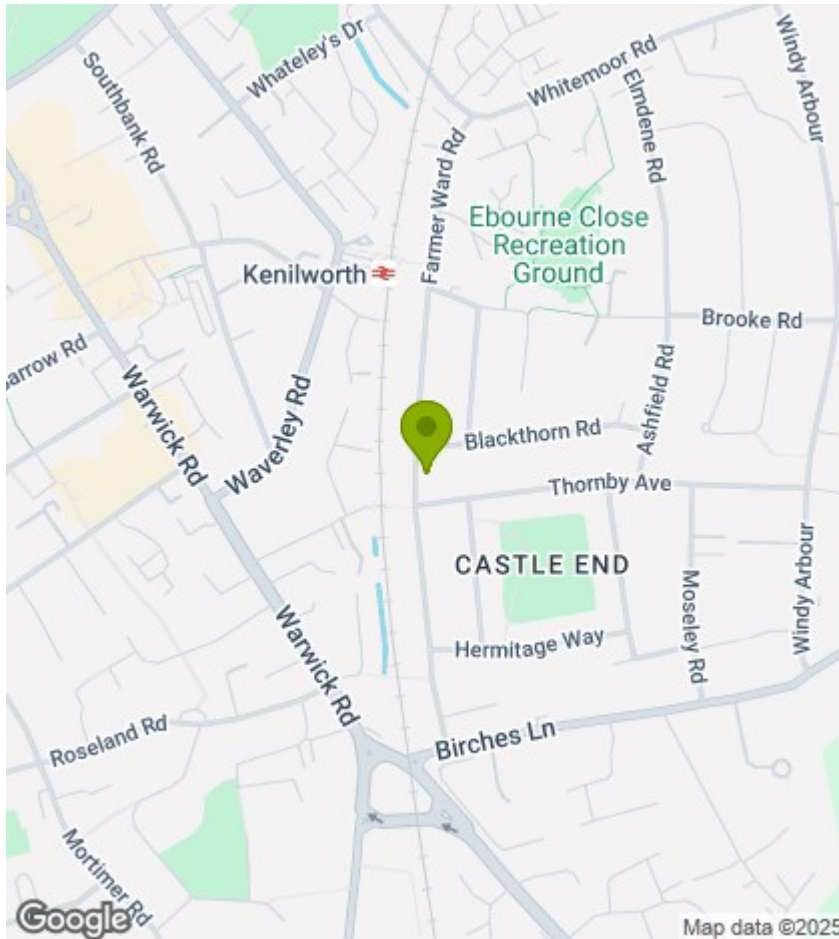 Whateley's Dr
Southbank Rd
Whitemoor Rd
Elmdene Rd
Windy Arbour
Farmer Ward Rd
Ebourne Close
Recreation
Ground
Kenilworth
Brooke Rd
Barrow Rd
Warwick Rd
Waverley Rd
Blackthorn Rd
Ashfield Rd
Thornby Ave
CASTLE END
Moseley Rd
Windy Arbour
Hermitage Way
Warwick Rd
Roseland Rd
Birches Ln
Mortimer Rd
Google
Map data ©2025